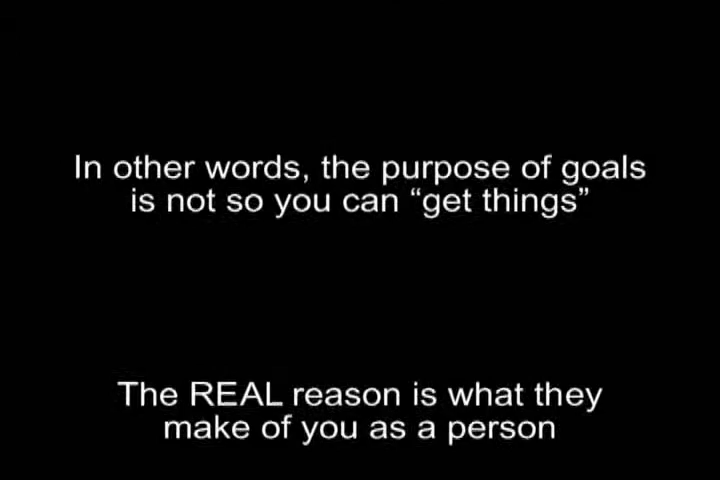 In other words, the purpose of goals
is not so you can “get things”
The REAL reason is what they
make of you as a person